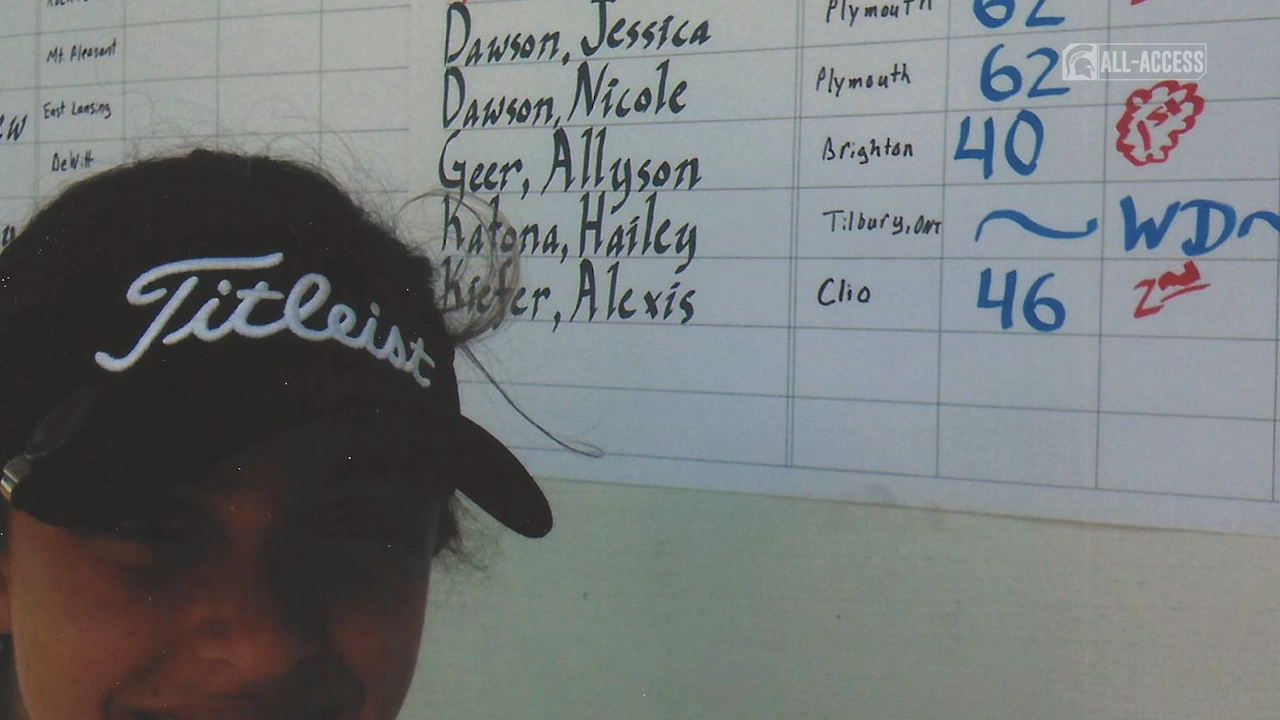 Mt. Pleasant
East Lansing
DeWitt
ew
Dawson, Jessica Plymouth 62
Dawson, Nicole Plymouth 62
Geer, Allyson Brighton 40 1st
Katona, Hailey Tilbury, ONT ~ WD~
Kiefer, Alexis Clio 46 2nd
Titleist
ALL-ACCESS